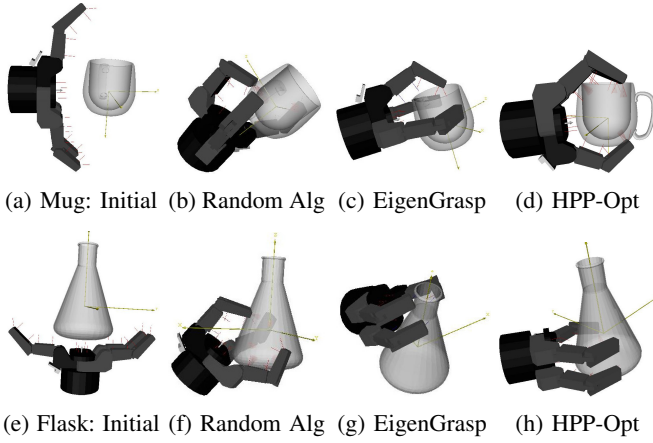 (a) Mug: Initial (b) Random Alg (c) EigenGrasp (d) HPP-Opt
(e) Flask: Initial (f) Random Alg (g) EigenGrasp (h) HPP-Opt